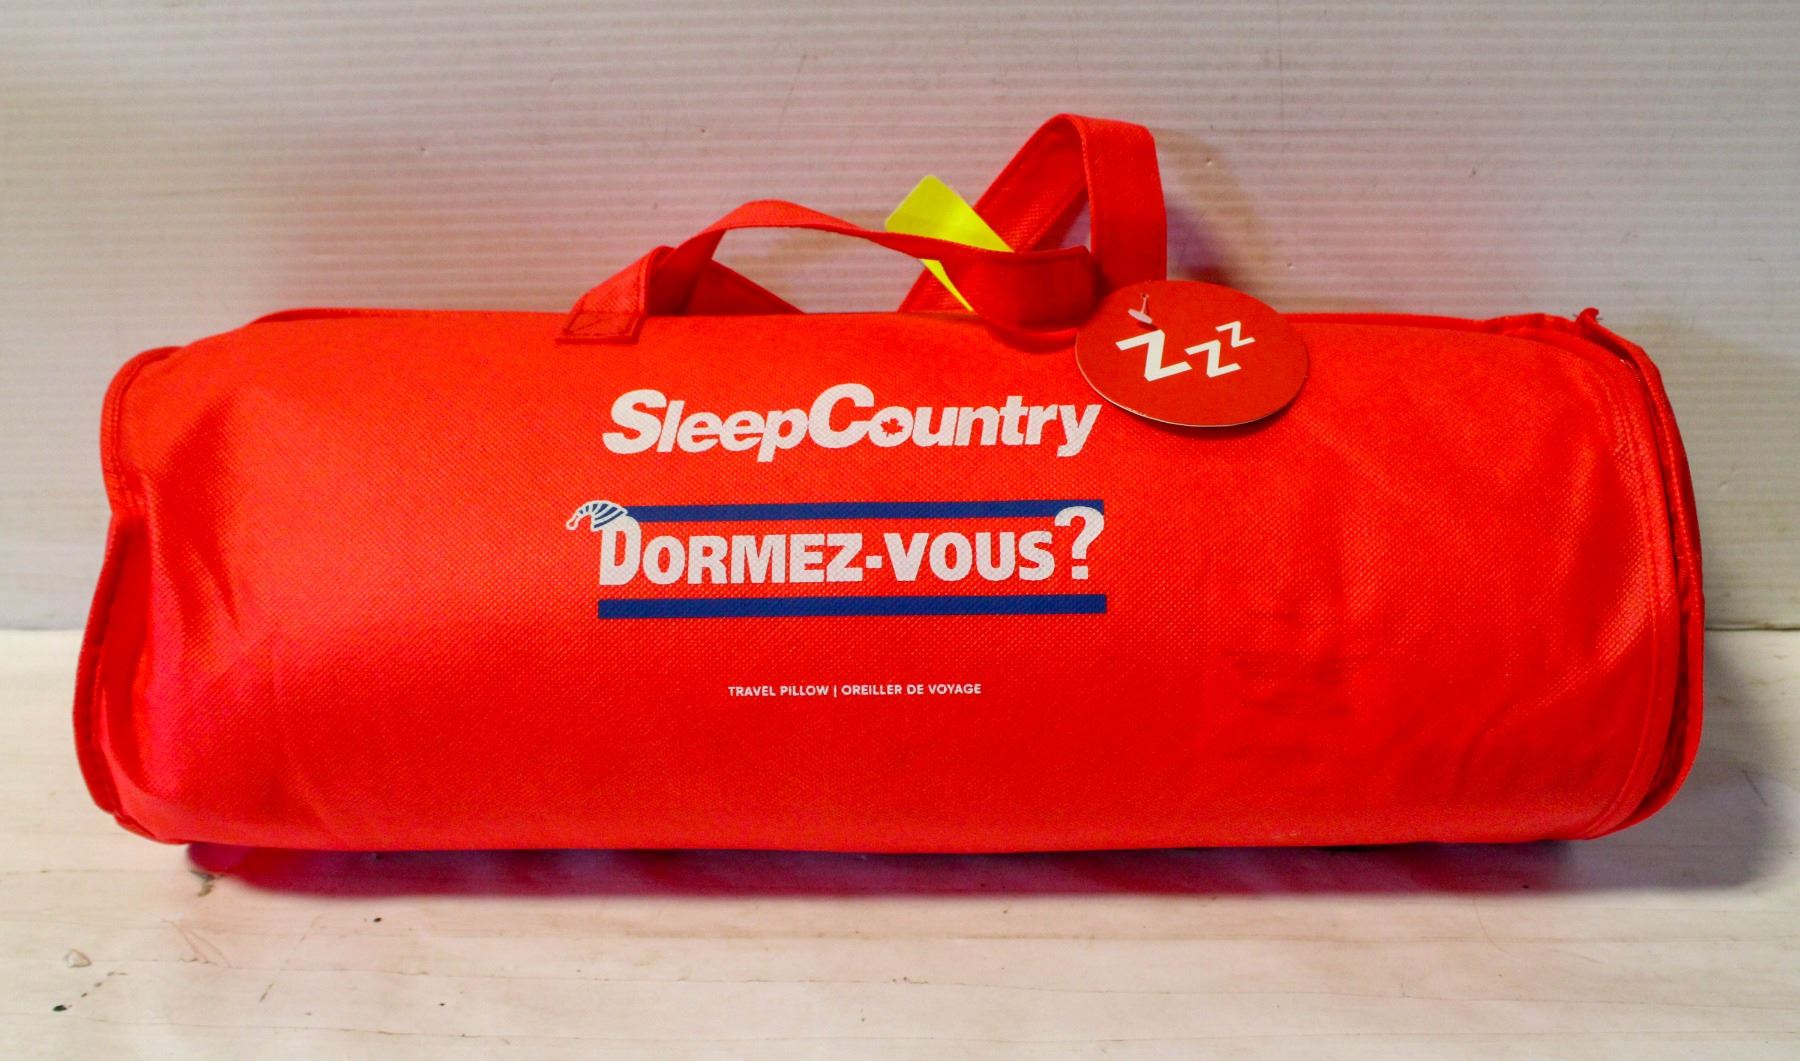 ZZZ
SleepCountry
DORMEZ-VOUS?
TRAVEL PILLOW | OREILLER DE VOYAGE